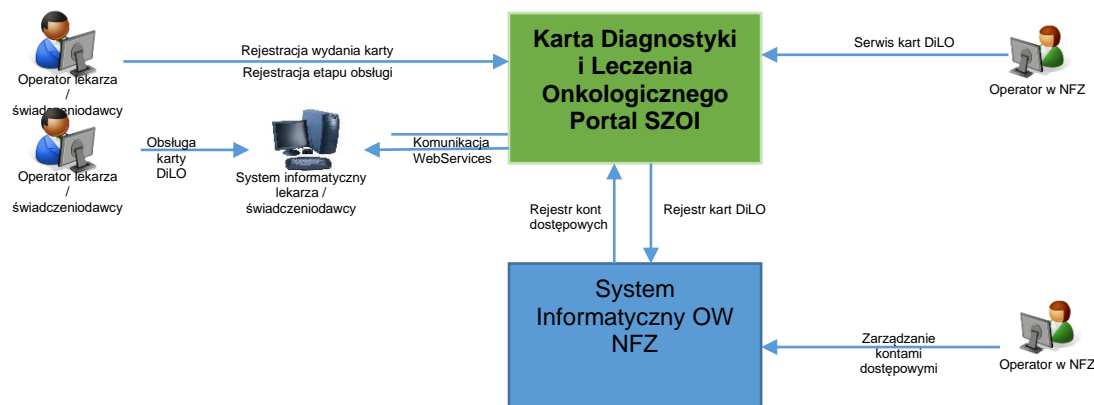 Rejestracja wydania karty
Rejestracja etapu obsługi
Operator lekarza
/
świadczeniodawcy
Karta Diagnostyki
i Leczenia
Onkologicznego
Portal SZOI
Serwis kart DiLO
Operator w NFZ
Operator lekarza
/
świadczeniodawcy
Obsługa
karty
DiLO
System informatyczny
lekarza /
świadczeniodawcy
Komunikacja
WebServices
Rejestr kont
dostępowych
Rejestr kart DiLO
System
Informatyczny OW
NFZ
Zarządzanie
kontami
dostępowymi
Operator w NFZ